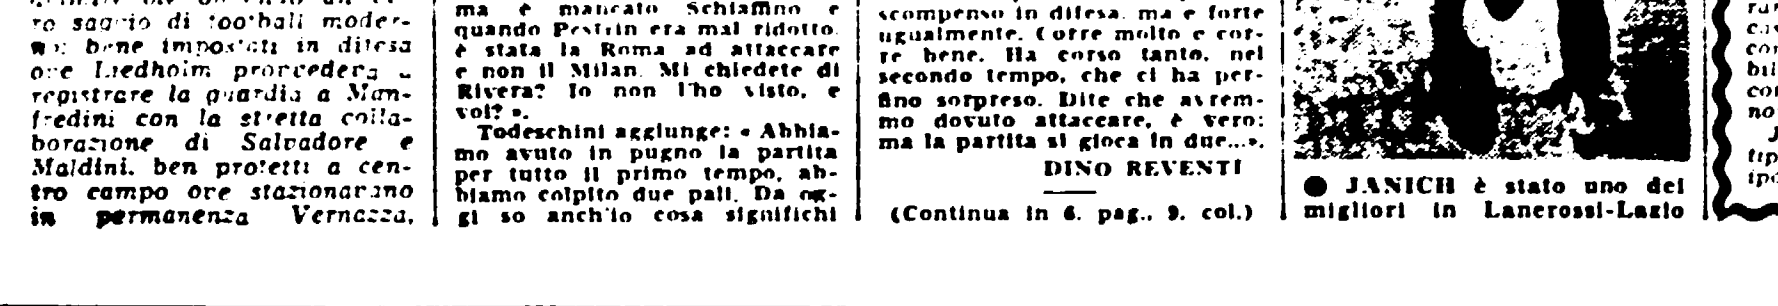 ro saggio di football moder-
no: bene impostati in difesa
ove Liedholm provvedeva a
registrare la guardia a Man-
fredini con la stretta colla-
borazione di Salvadore e
Maldini, ben protetti a cen-
tro campo ove stazionavano
in permanenza Vernazza,
ma è mancato Schiaffino e
quando Pestrin era mal ridotto.
è stata la Roma ad attaccare
e non il Milan. Mi chiedete di
Rivera? Io non l'ho visto, e
voi? ».
Todeschini aggiunge: « Abbia-
mo avuto in pugno la partita
per tutto il primo tempo, ab-
biamo colpito due pali. Da og-
gi so anch'io cosa significhi
scompenso in difesa, ma è forte
ugualmente. Corre molto e cor-
re bene. Ha corso tanto, nel
secondo tempo, che ci ha per-
fino sorpreso. Dite che avrem-
mo dovuto attaccare, è vero:
ma la partita si gioca in due...».
DINO REVENTI
(Continua in 6. pag., 9. col.)
● JANICH è stato uno dei
migliori in Lanerossi-Lazio